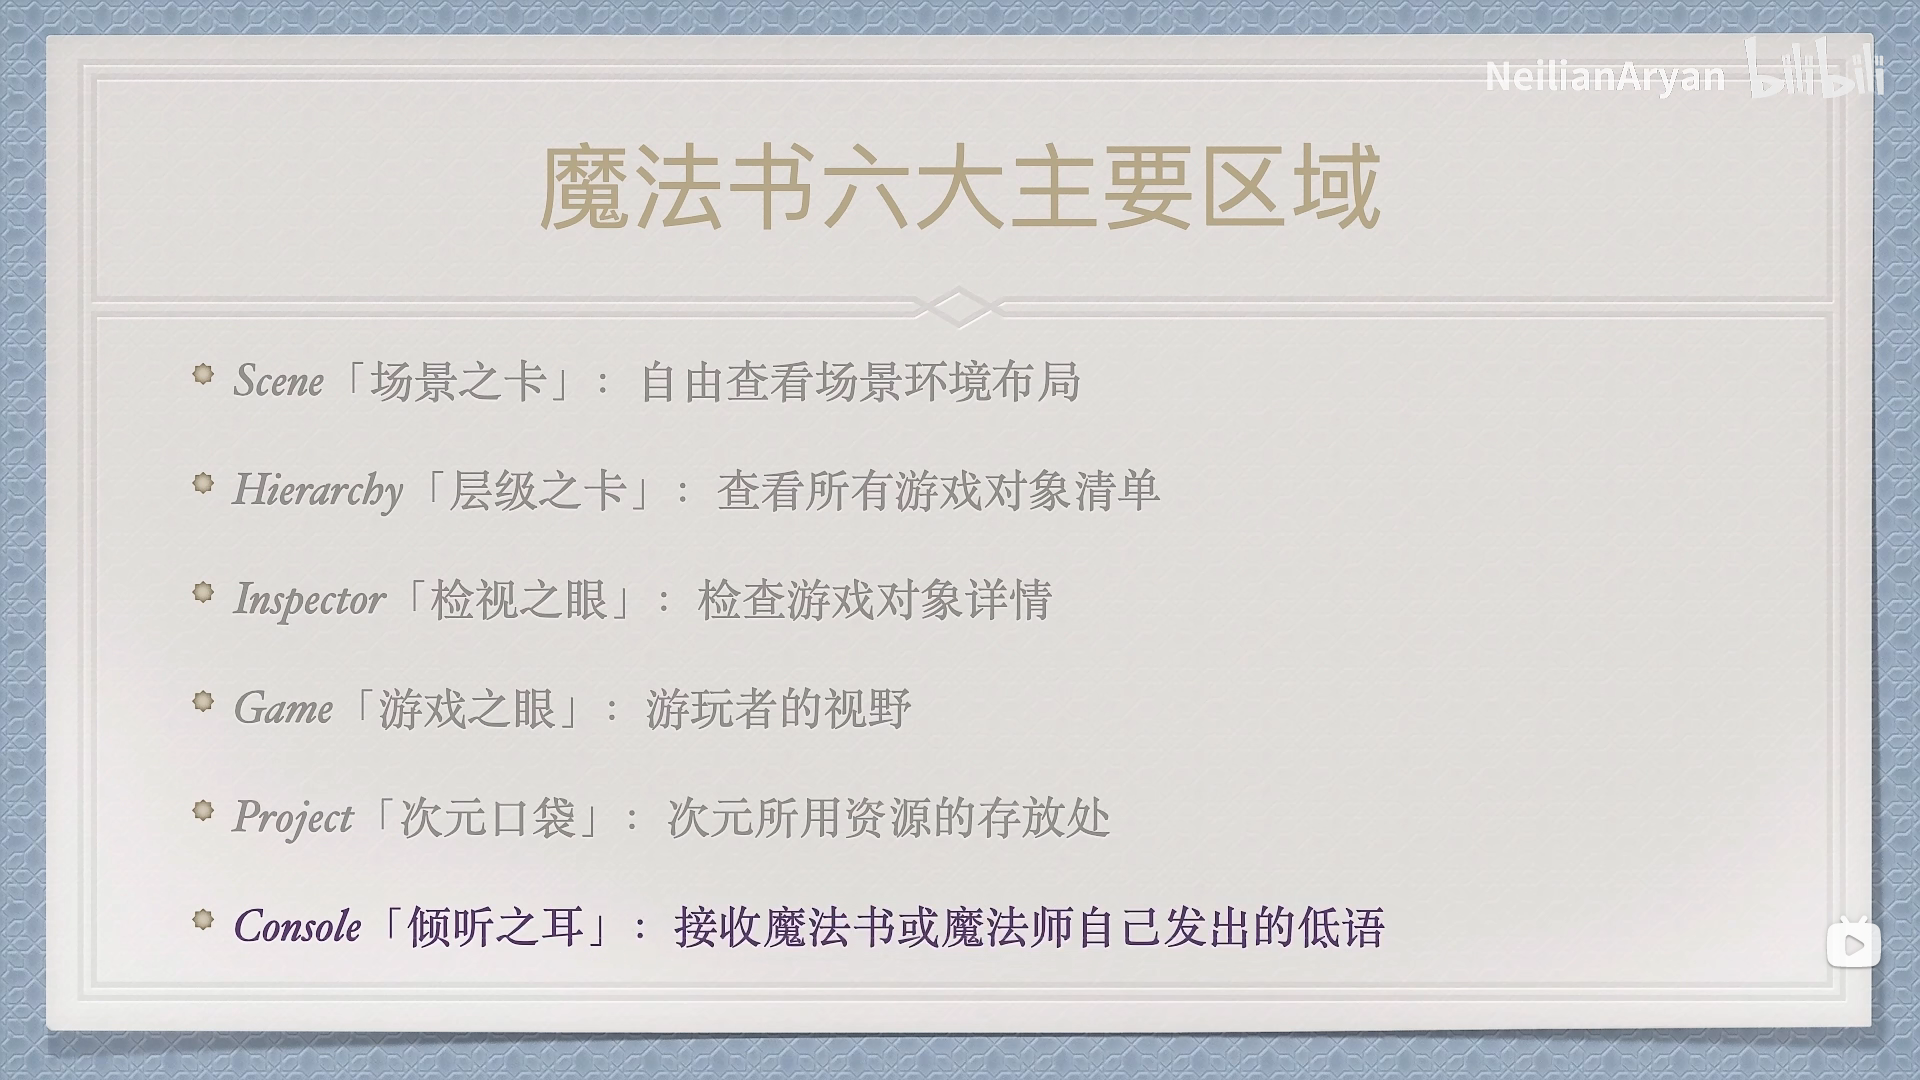 NeilianAryan bilibili
魔法书六大主要区域
Scene「场景之卡」：自由查看场景环境布局
Hierarchy「层级之卡」：查看所有游戏对象清单
Inspector「检视之眼」：检查游戏对象详情
Game「游戏之眼」：游玩者的视野
Project「次元口袋」：次元所用资源的存放处
Console「倾听之耳」：接收魔法书或魔法师自己发出的低语